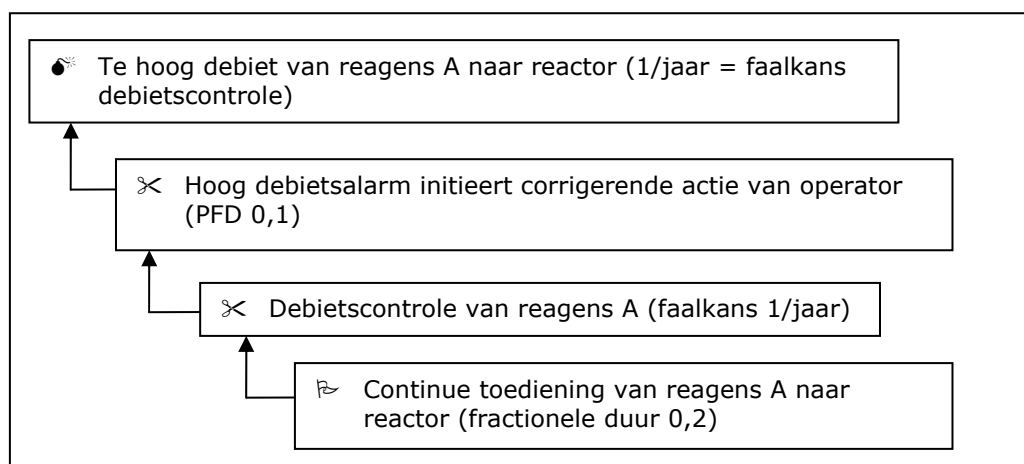 Te hoog debiet van reagens A naar reactor (1/jaar = faalkans
debietscontrole)
Hoog debietsalarm initieert corrigerende actie van operator
(PFD 0,1)
Debietscontrole van reagens A (faalkans 1/jaar)
Continue toediening van reagens A naar
reactor (fractionele duur 0,2)